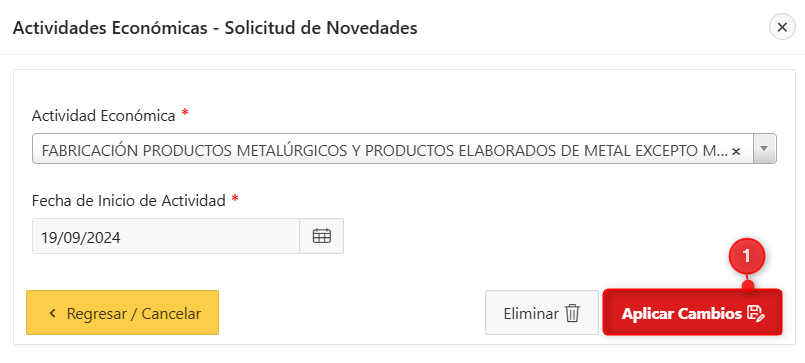 Actividades Económicas - Solicitud de Novedades
Actividad Económica *
FABRICACIÓN PRODUCTOS METALÚRGICOS Y PRODUCTOS ELABORADOS DE METAL EXCEPTO M...
Fecha de Inicio de Actividad *
19/09/2024
1
Regresar / Cancelar
Eliminar
Aplicar Cambios